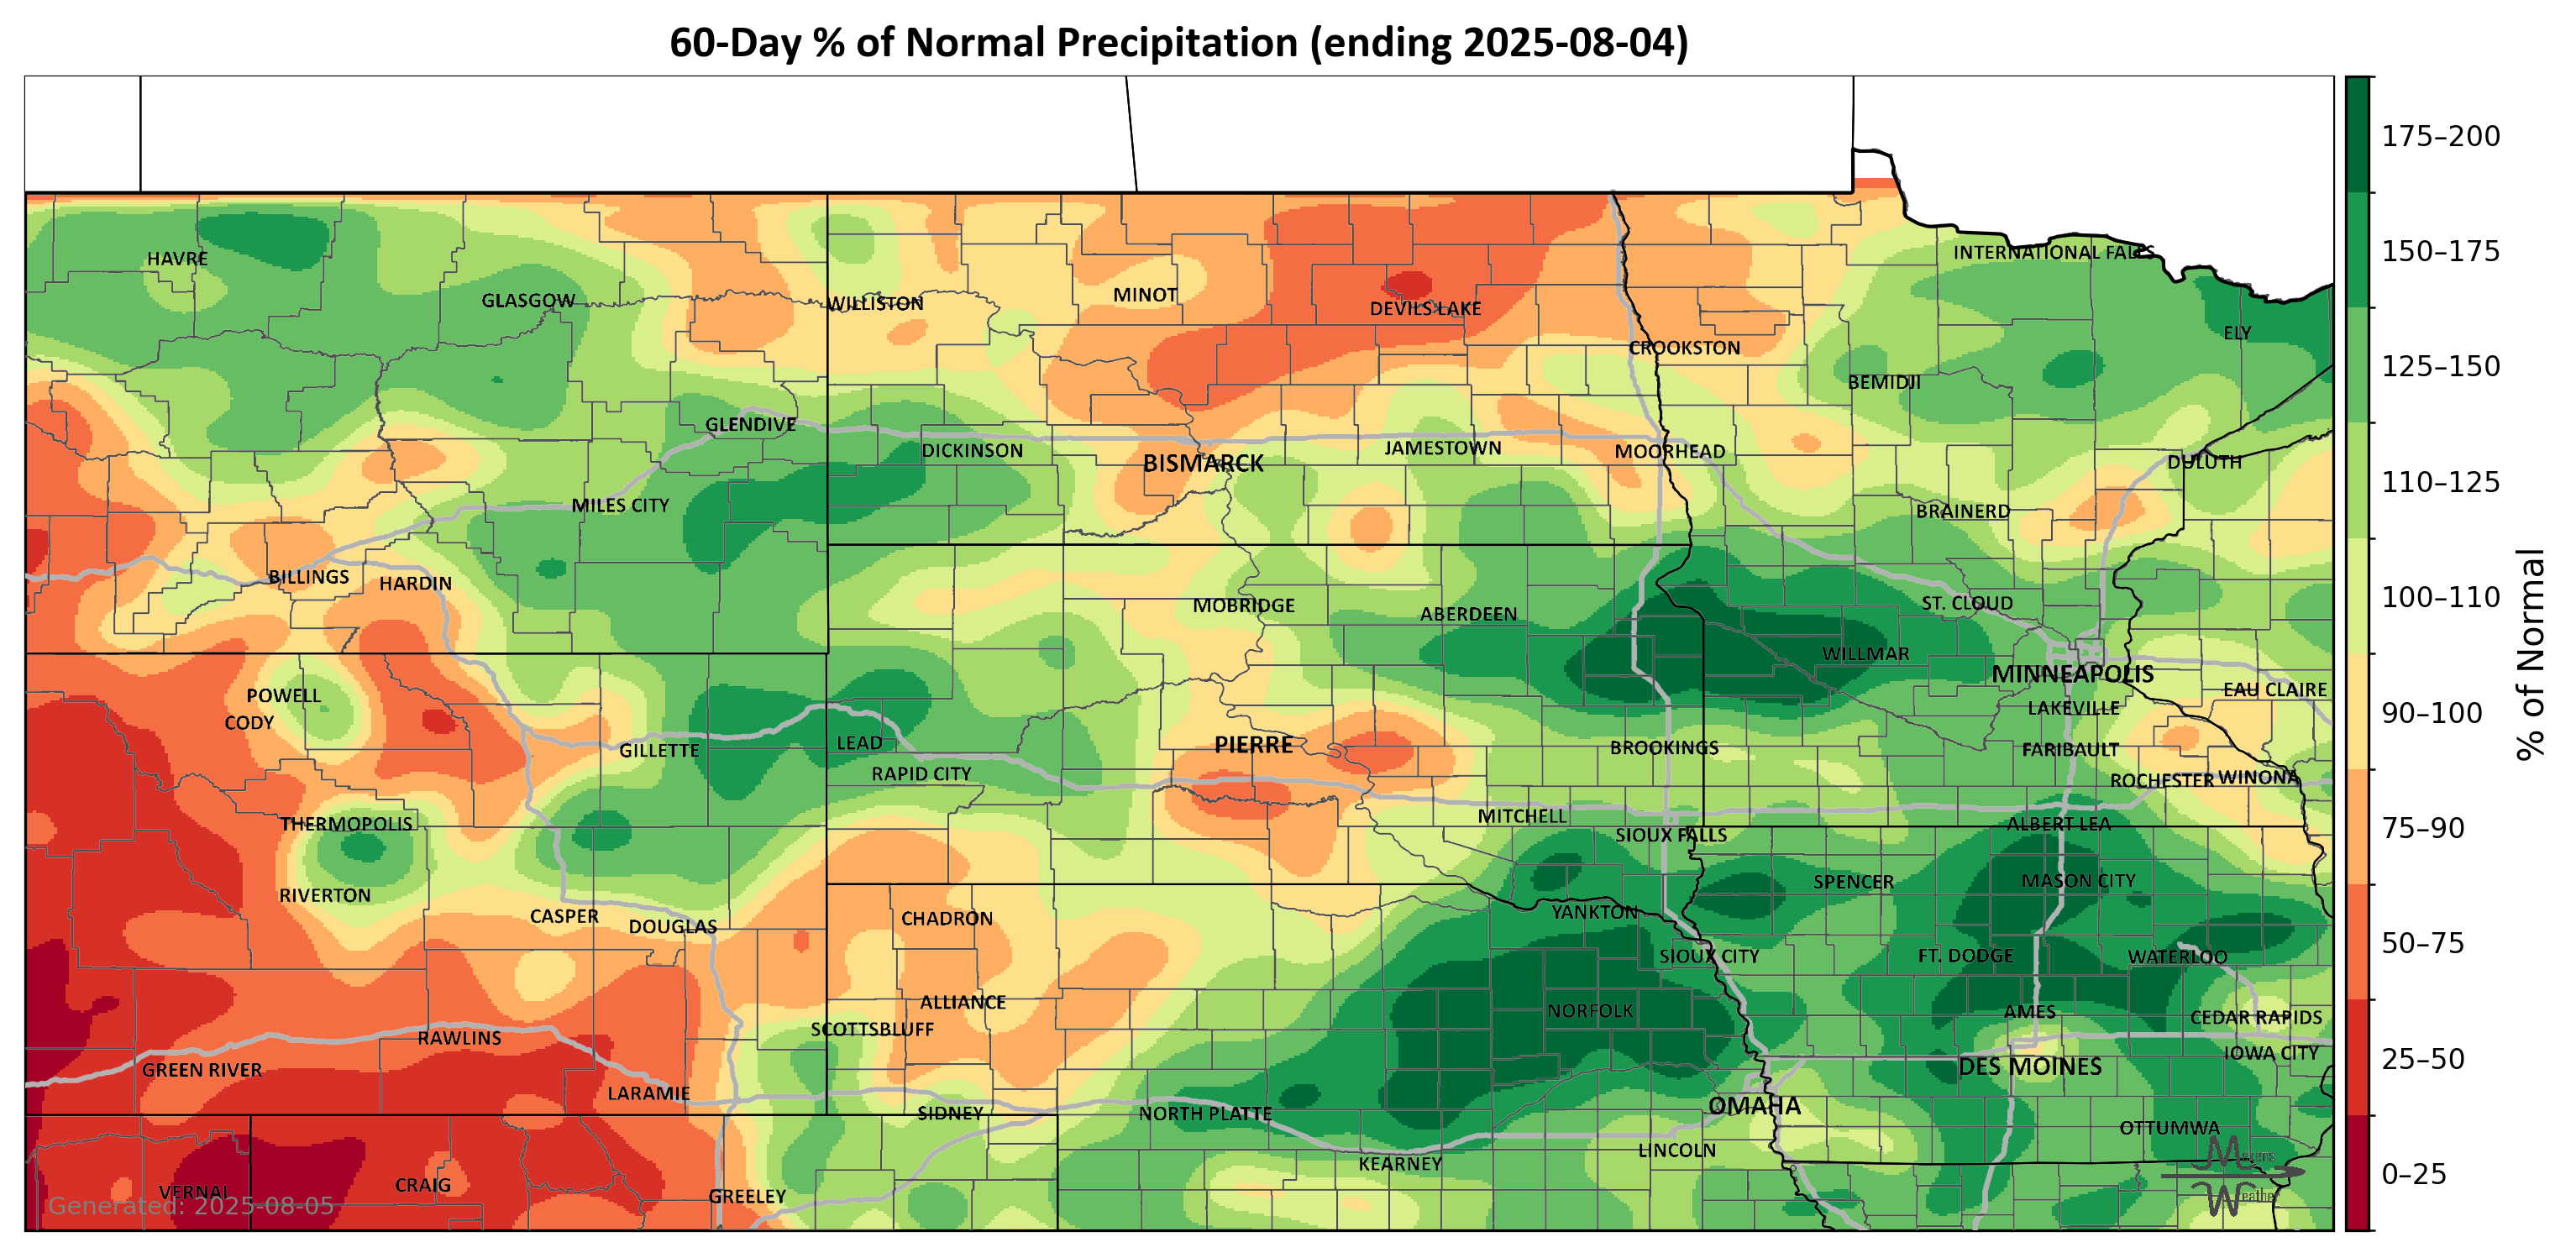 60-Day % of Normal Precipitation (ending 2025-08-04)
175–200
150–175
125–150
110–125
100–110
90–100
75–90
50–75
25–50
0–25
% of Normal
HAVRE
INTERNATIONAL FALLS
GLASGOW
WILLISTON
MINOT
DEVILS LAKE
ELY
CROOKSTON
BEMIDJI
GLENDIVE
DICKINSON
BISMARCK
JAMESTOWN
MOORHEAD
DULUTH
MILES CITY
BRAINERD
BILLINGS
HARDIN
MOBRIDGE
ABERDEEN
ST. CLOUD
WILLMAR
MINNEAPOLIS
POWELL
EAU CLAIRE
CODY
LAKEVILLE
GILLETTE
LEAD
PIERRE
BROOKINGS
FARIBAULT
RAPID CITY
ROCHESTER
WINONA
THERMOPOLIS
MITCHELL
SIOUX FALLS
ALBERT LEA
RIVERTON
SPENCER
MASON CITY
CASPER
DOUGLAS
CHADRON
YANKTON
SIOUX CITY
FT. DODGE
WATERLOO
ALLIANCE
NORFOLK
AMES
CEDAR RAPIDS
SCOTTSBLUFF
RAWLINS
IOWA CITY
GREEN RIVER
DES MOINES
LARAMIE
SIDNEY
NORTH PLATTE
OMAHA
OTTUMWA
LINCOLN
KEARNEY
VERNAL
CRAIG
GREELEY
Generated: 2025-08-05
Weather